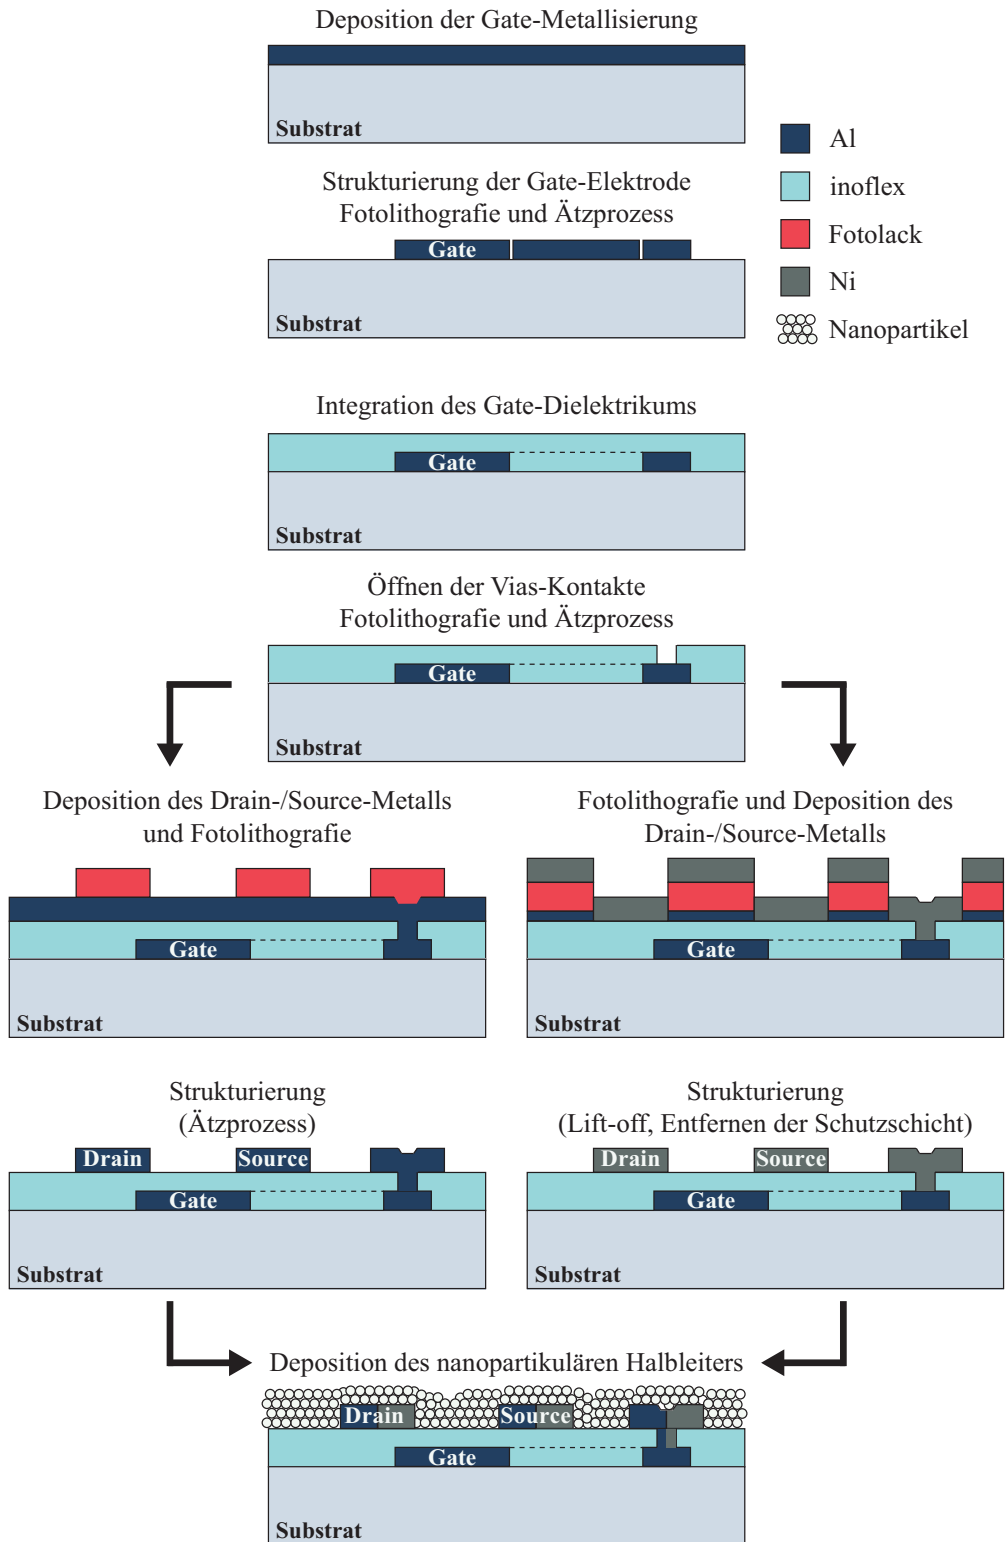 Deposition der Gate-Metallisierung
Substrat
Al
inoflex
Fotolack
Ni
Nanopartikel
Strukturierung der Gate-Elektrode
Fotolithografie und Ätzprozess
Gate
Substrat
Integration des Gate-Dielektrikums
Gate
Substrat
Öffnen der Vias-Kontakte
Fotolithografie und Ätzprozess
Gate
Substrat
Deposition des Drain-/Source-Metalls
und Fotolithografie
Gate
Substrat
Fotolithografie und Deposition des
Drain-/Source-Metalls
Gate
Substrat
Strukturierung
(Ätzprozess)
Drain Source
Gate
Substrat
Strukturierung
(Lift-off, Entfernen der Schutzschicht)
Drain Source
Gate
Substrat
Deposition des nanopartikulären Halbleiters
Drain Source
Gate
Substrat